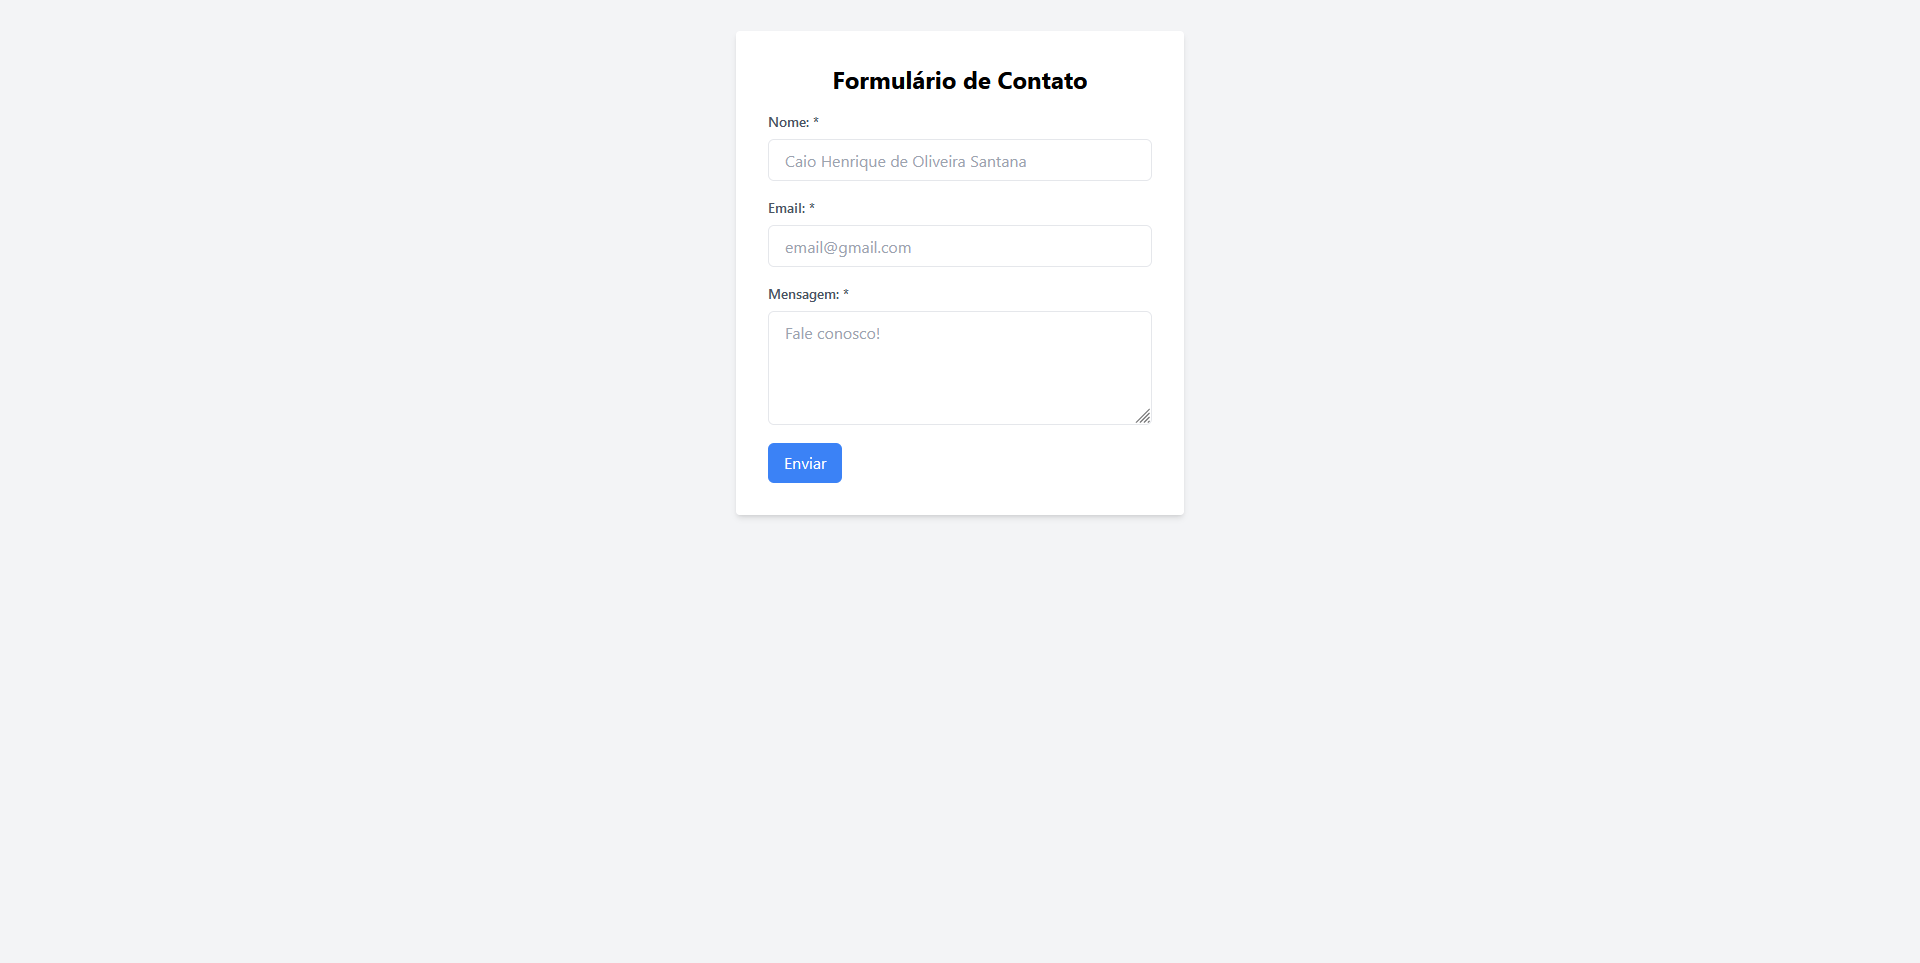 Formulário de Contato
Nome: *
Caio Henrique de Oliveira Santana
Email: *
email@gmail.com
Mensagem: *
Fale conosco!
Enviar